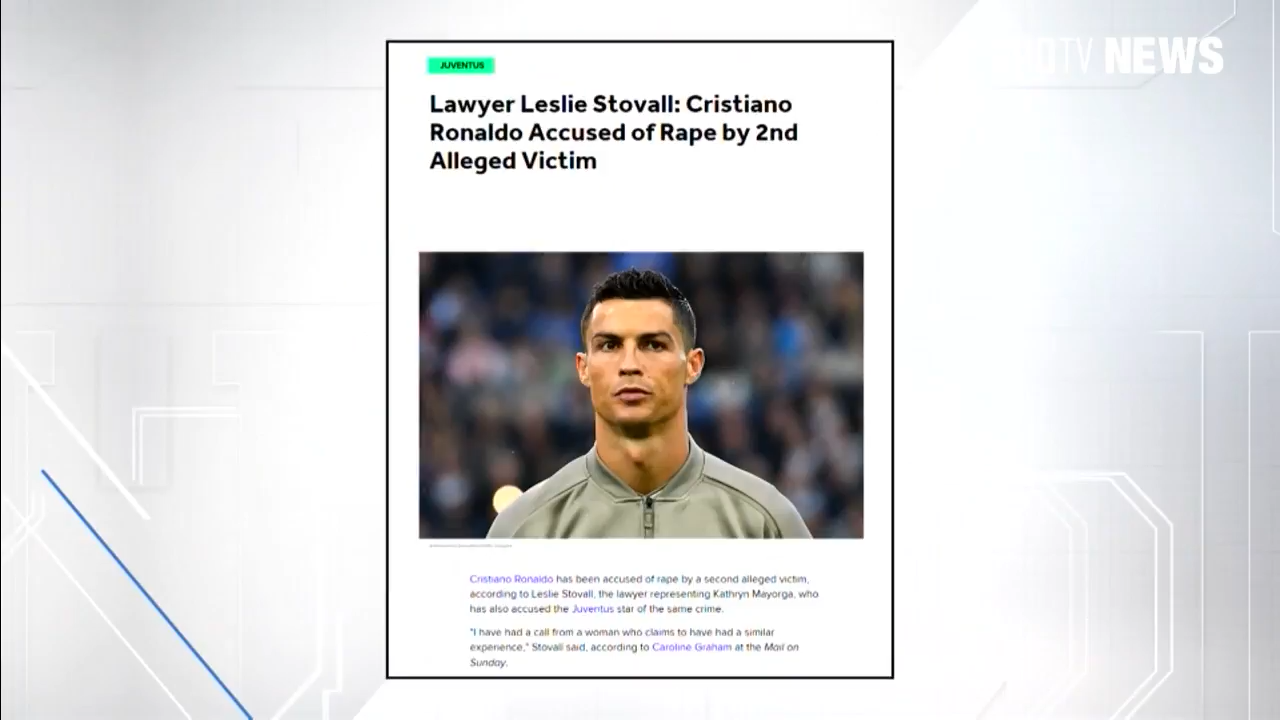 TV NEWS
JUVENTUS
Lawyer Leslie Stovall: Cristiano
Ronaldo Accused of Rape by 2nd
Alleged Victim
Cristiano Ronaldo has been accused of rape by a second alleged victim,
according to Leslie Stovall, the lawyer representing Kathryn Mayorga, who
has also accused the Juventus star of the same crime.
"I have had a call from a woman who claims to have had a similar
experience," Stovall said, according to Caroline Graham at the Mail on
Sunday.